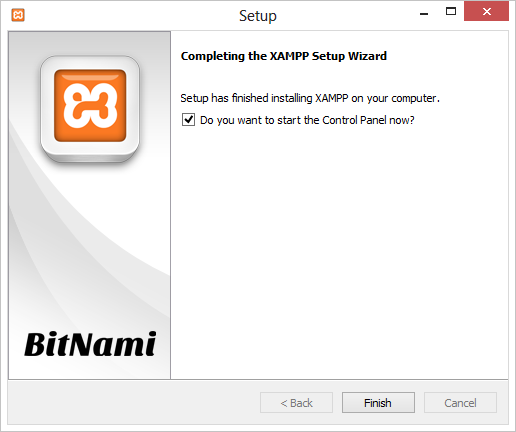 Setup
Completing the XAMPP Setup Wizard
Setup has finished installing XAMPP on your computer.
Do you want to start the Control Panel now?
BitNami
< Back
Finish
Cancel